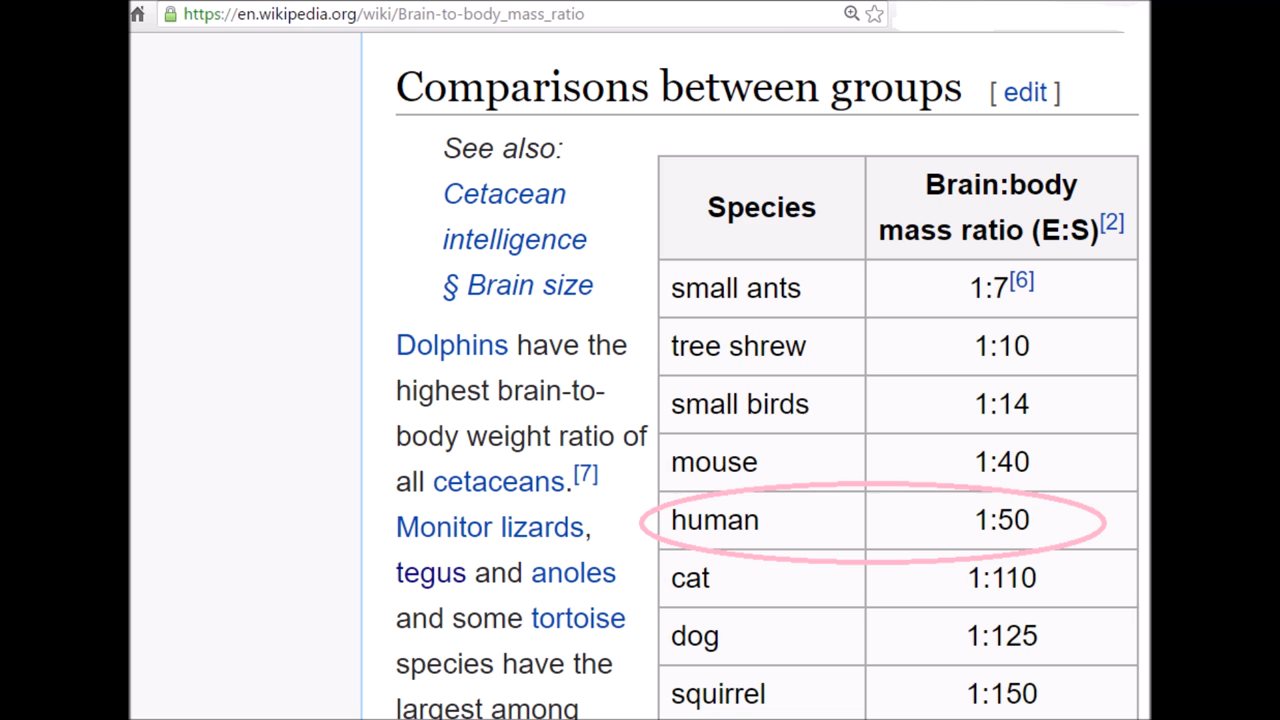 https://en.wikipedia.org/wiki/Brain-to-body_mass_ratio
Comparisons between groups [ edit ]
See also:
Cetacean
intelligence
§ Brain size
Dolphins have the
highest brain-to-
body weight ratio of
all cetaceans.[7]
Monitor lizards,
tegus and anoles
and some tortoise
species have the
largest among
Species Brain:body mass ratio (E:S)[2]
small ants 1:7[6]
tree shrew 1:10
small birds 1:14
mouse 1:40
human 1:50
cat 1:110
dog 1:125
squirrel 1:150